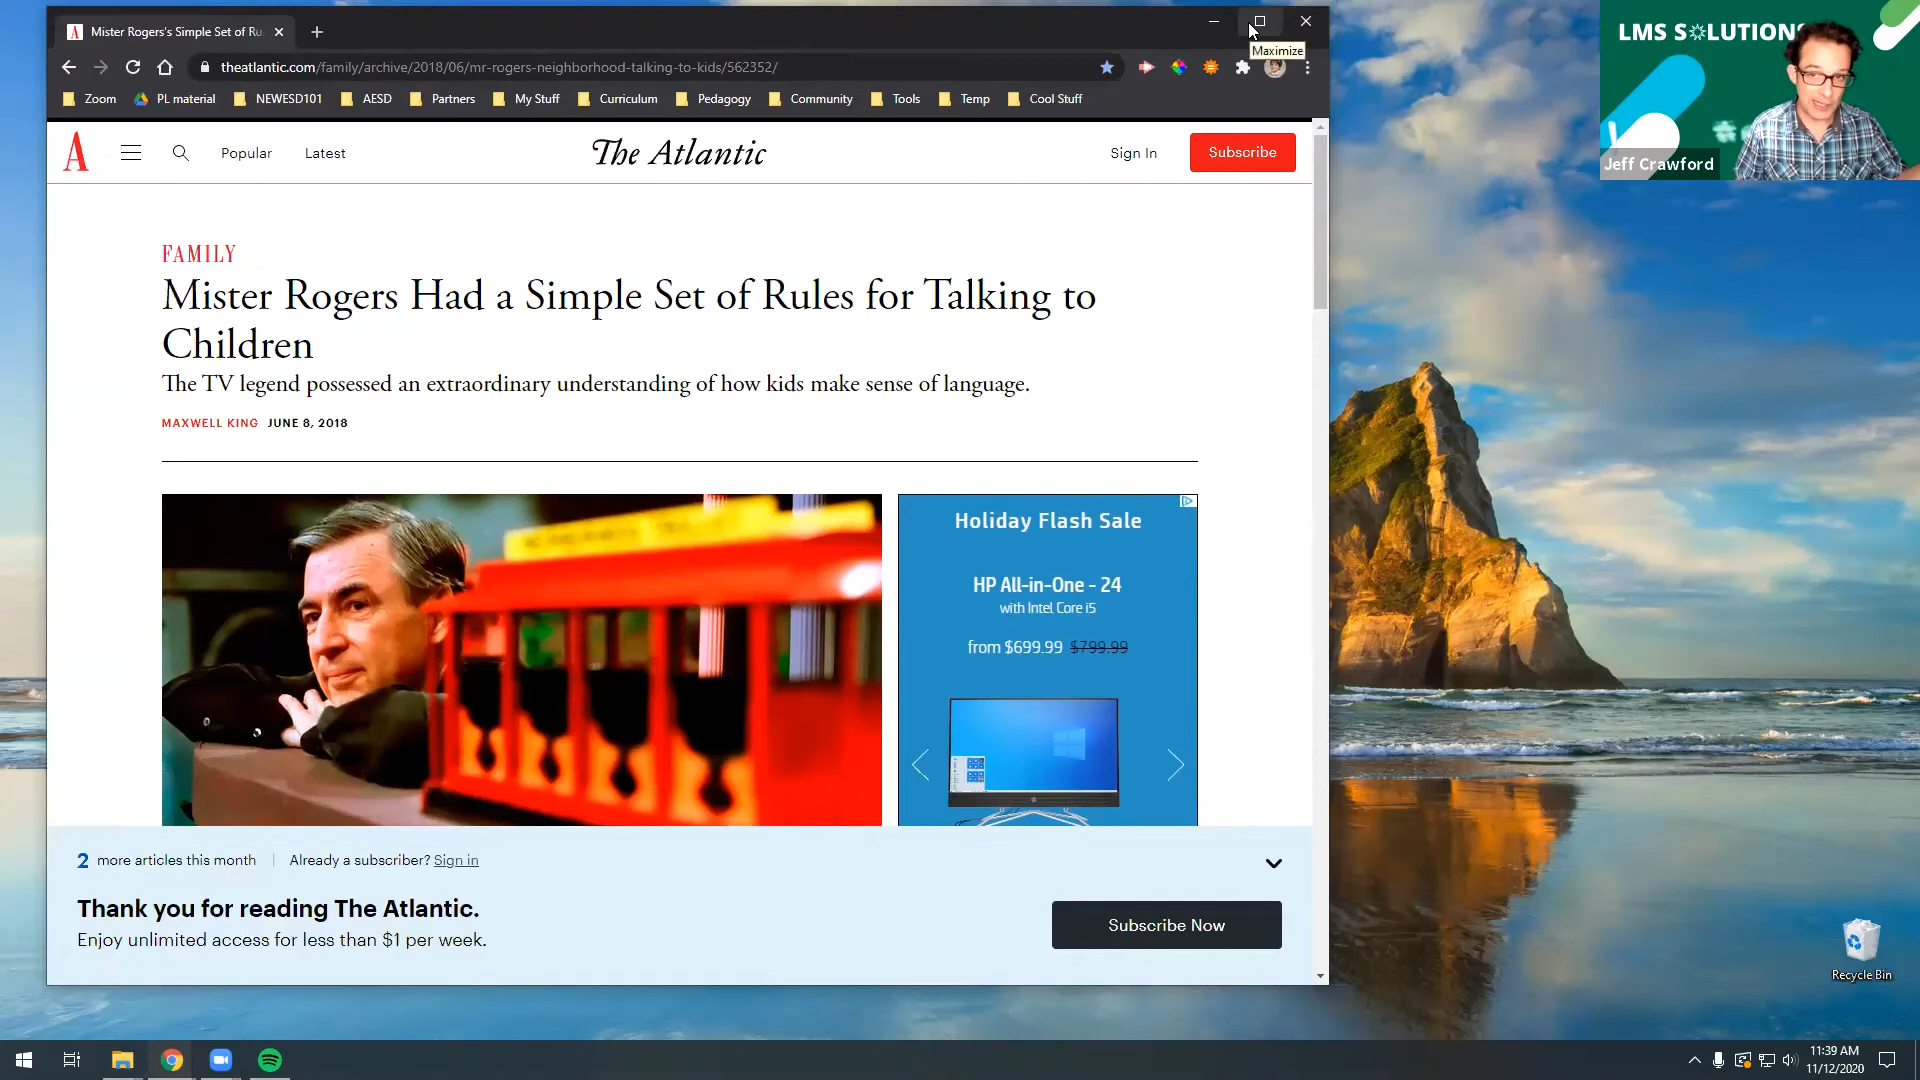 Mister Rogers's Simple Set of Ru
Maximize
theatlantic.com/family/archive/2018/06/mr-rogers-neighborhood-talking-to-kids/562352/
Zoom PL material NEWESD101 AESD Partners My Stuff Curriculum Pedagogy Community Tools Temp Cool Stuff
LMS SOLUTIONS
Jeff Crawford
A Popular Latest The Atlantic Sign In Subscribe
FAMILY
Mister Rogers Had a Simple Set of Rules for Talking to
Children
The TV legend possessed an extraordinary understanding of how kids make sense of language.
MAXWELL KING JUNE 8, 2018
Holiday Flash Sale
HP All-in-One - 24
with Intel Core i5
from $699.99 $799.99
2 more articles this month Already a subscriber? Sign in
Thank you for reading The Atlantic.
Enjoy unlimited access for less than $1 per week.
Subscribe Now
Recycle Bin
11:39 AM
11/12/2020